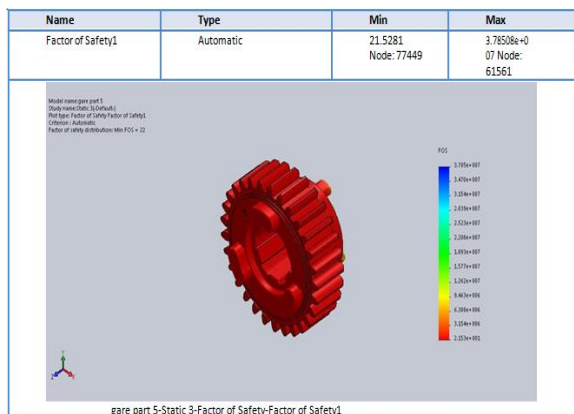 Name Type Min Max
Factor of Safety1 Automatic 21.5281 3.78508e+0
Node: 77449 07 Node:
61561
Model name:gare part 5
Study name:Static 3(-Default-)
Plot type: Factor of Safety Factor of Safety1
Criterion : Automatic
Factor of safety distribution: Min FOS = 22
FOS
3.785e+007
3.470e+007
3.154e+007
2.839e+007
2.523e+007
2.208e+007
1.893e+007
1.577e+007
1.262e+007
9.463e+006
6.308e+006
3.154e+006
2.153e+001
gare part 5-Static 3-Factor of Safety-Factor of Safety1